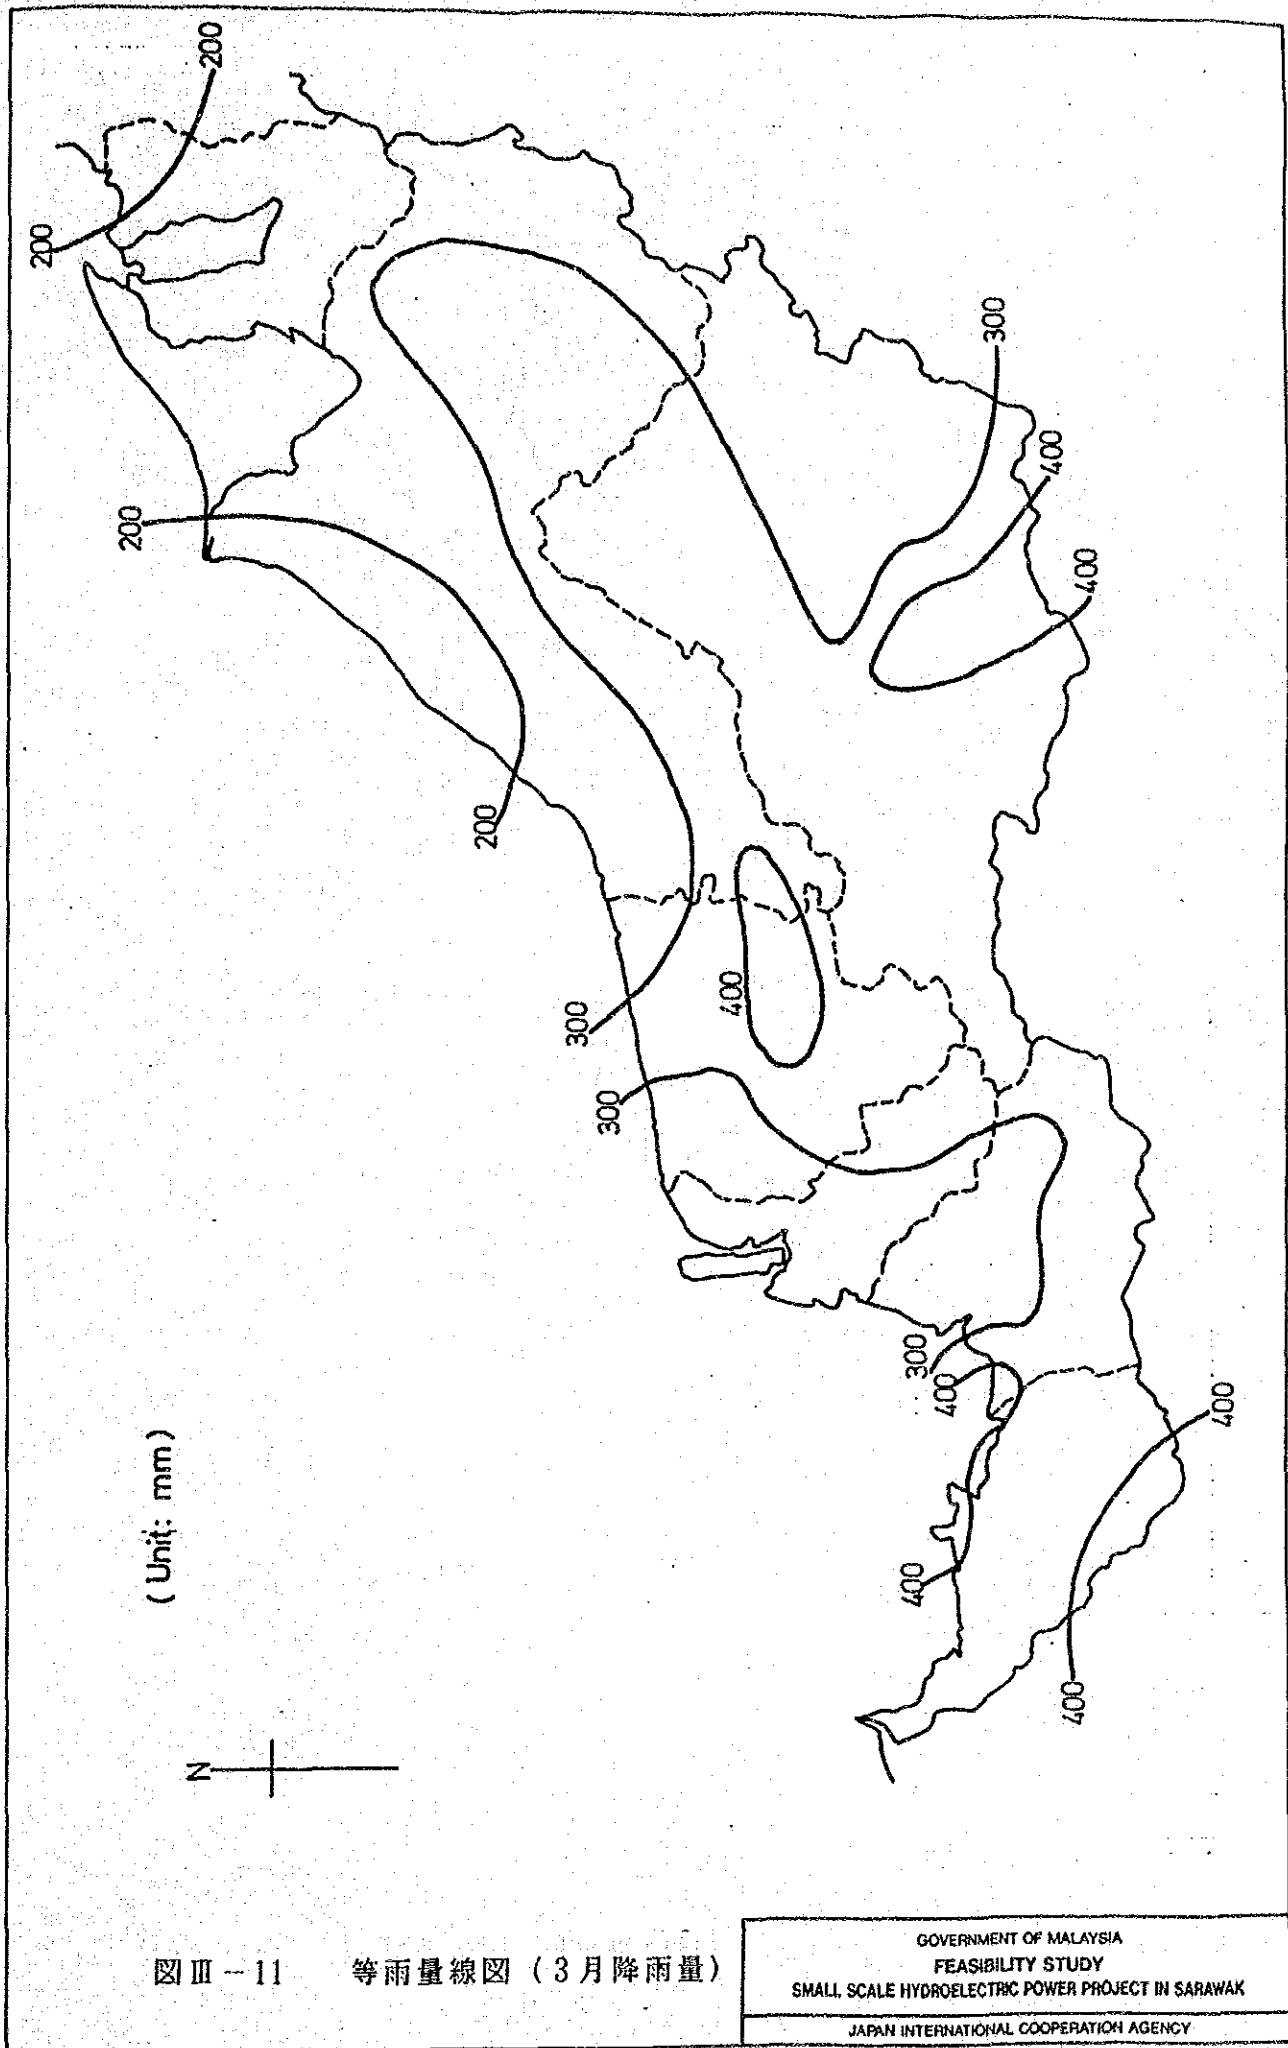 200
200
200
200
300
400
400
300
300
400
300
400
400
400
400
(Unit: mm)
N
図Ⅲ-11 等雨量線図 (3月降雨量)
GOVERNMENT OF MALAYSIA
FEASIBILITY STUDY
SMALL SCALE HYDROELECTRIC POWER PROJECT IN SARAWAK
JAPAN INTERNATIONAL COOPERATION AGENCY